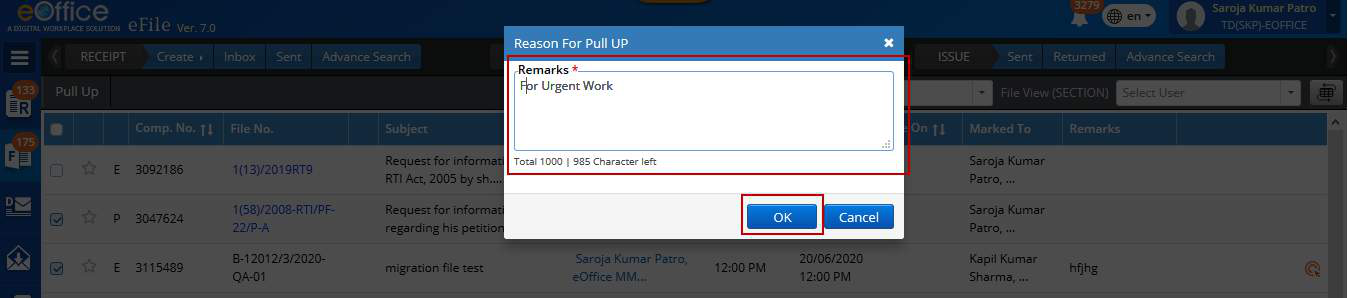 eOffice
A DIGITAL WORKPLACE SOLUTION
eFile Ver. 7.0
3279
en
Saroja Kumar Patro
TD(SKP)-EOFFICE
RECEIPT Create Inbox Sent Advance Search
ISSUE Sent Returned Advance Search
133
Pull Up
File View (SECTION) Select User
Reason For Pull UP
Remarks *
For Urgent Work
Total 1000 | 985 Character left
OK Cancel
175
Comp. No. File No. Subject On Marked To Remarks
E 3092186 1(13)/2019RT9 Request for informati
RTI Act, 2005 by sh....
Saroja Kumar
Patro, ...
P 3047624 1(58)/2008-RTI/PF-
22/P-A
Request for informati
regarding his petition
Saroja Kumar
Patro, ...
E 3115489 B-12012/3/2020-
QA-01
migration file test
Saroja Kumar Patro,
eOffice MM...
12:00 PM
20/06/2020
12:00 PM
Kapil Kumar
Sharma, ...
hfjhg